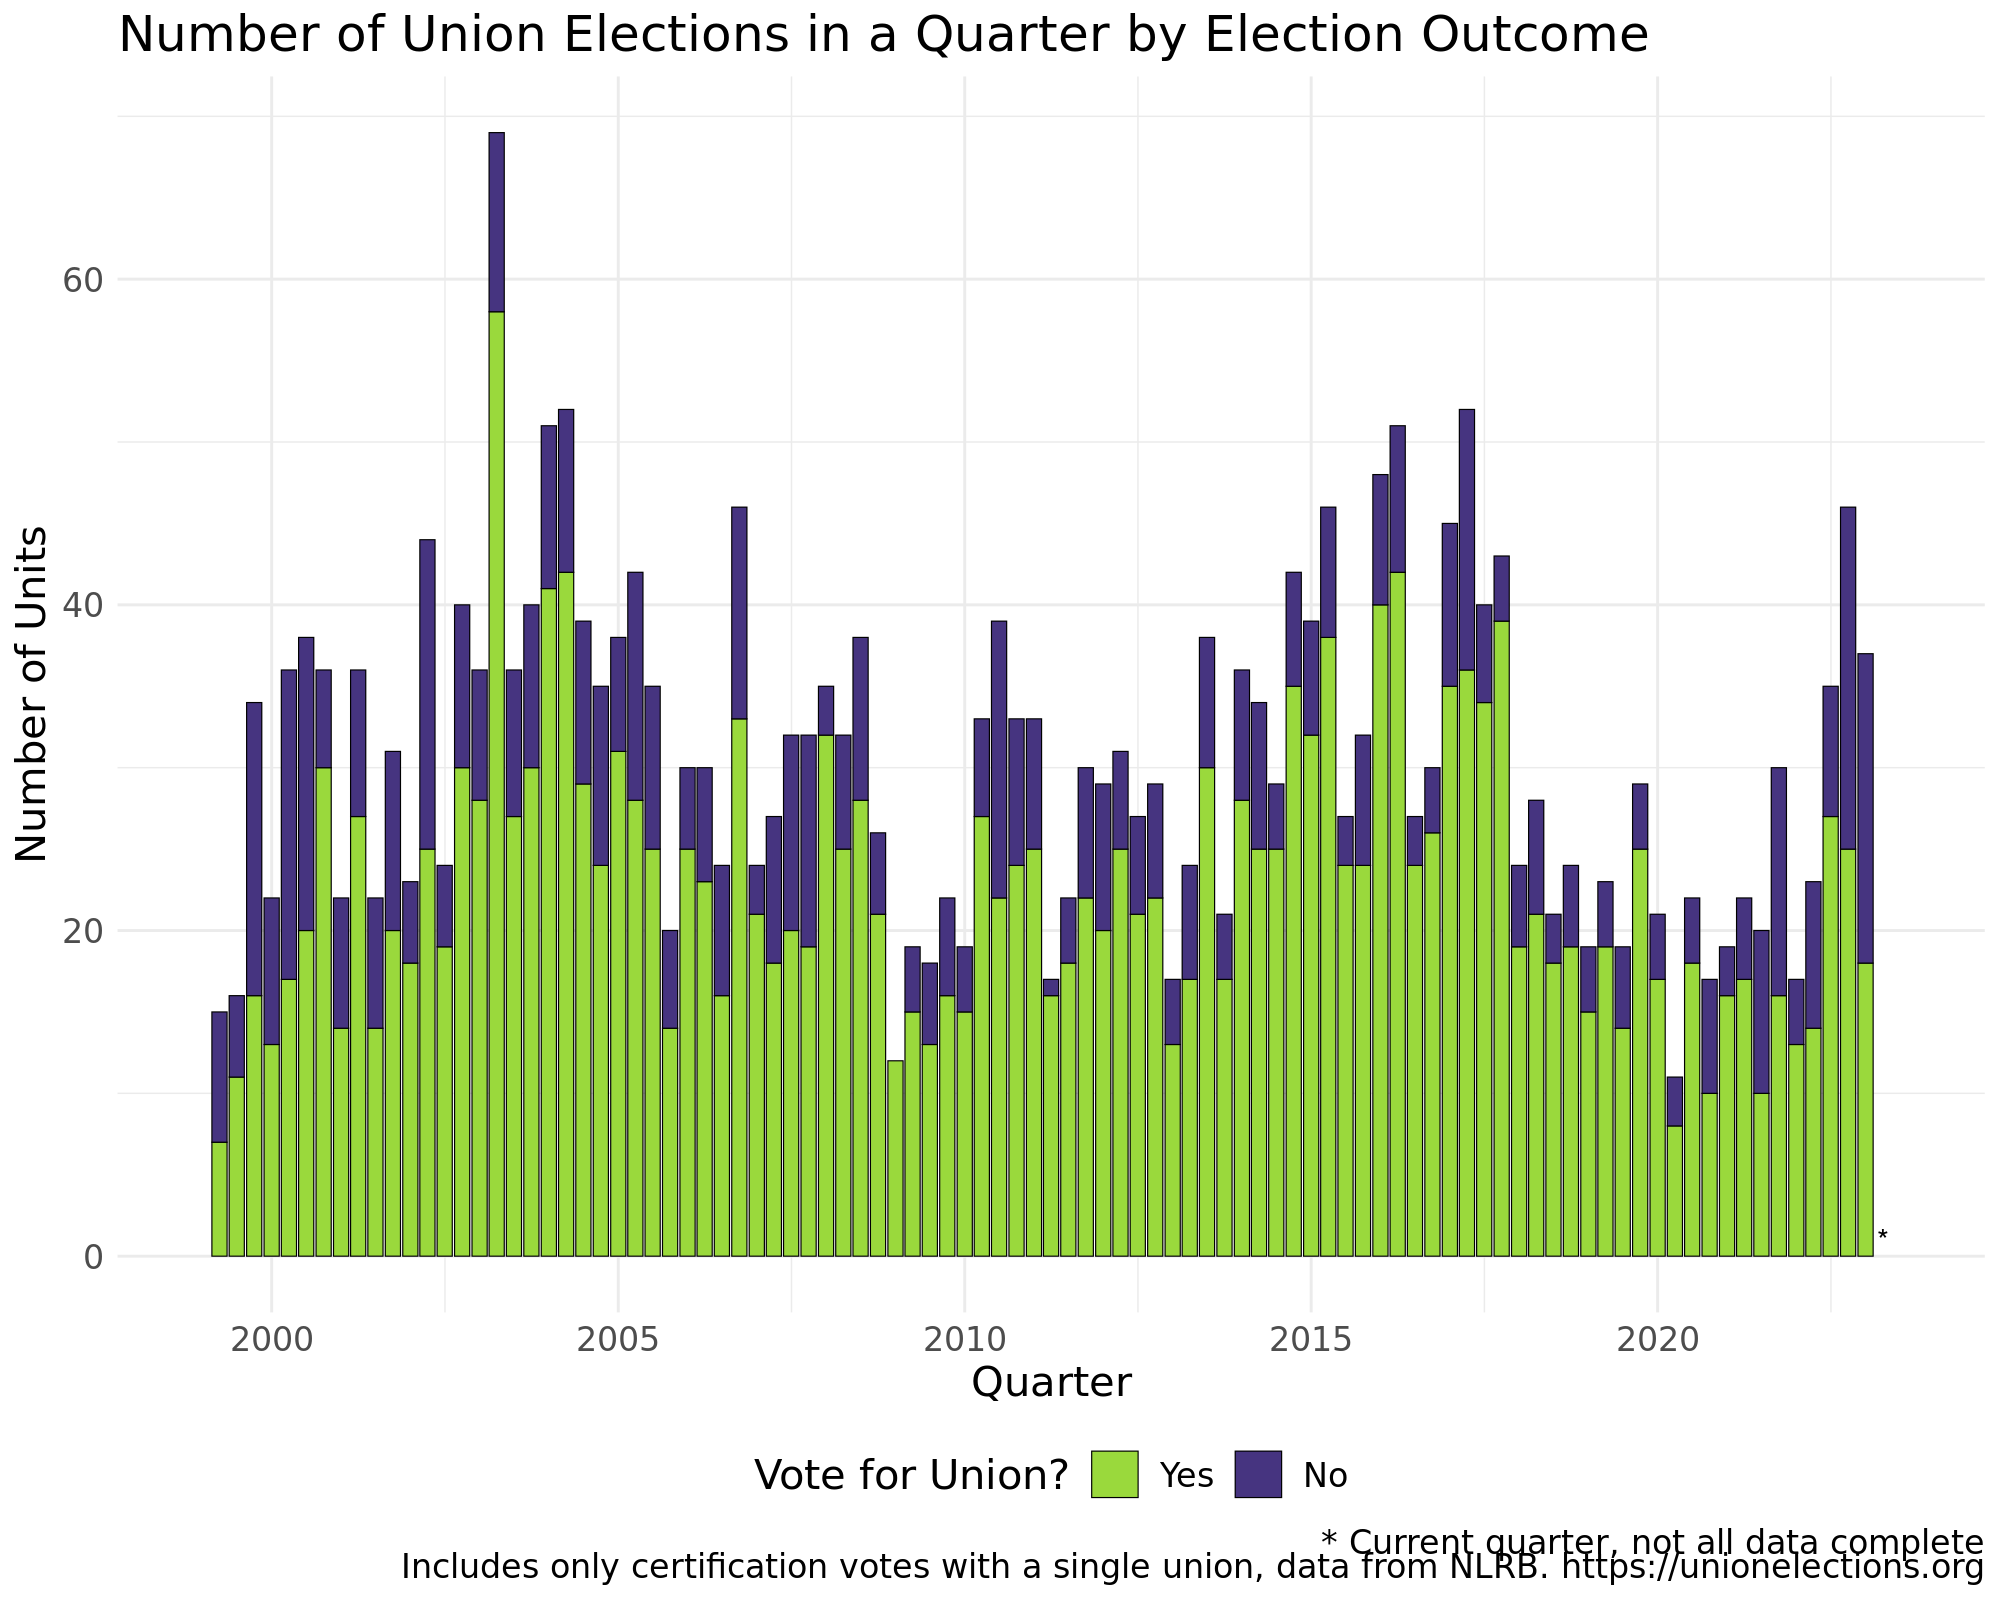 Number of Union Elections in a Quarter by Election Outcome
Number of Units
60
40
20
0
*
2000 2005 2010 2015 2020
Quarter
Vote for Union? Yes No
* Current quarter, not all data complete
Includes only certification votes with a single union, data from NLRB. https://unionelections.org